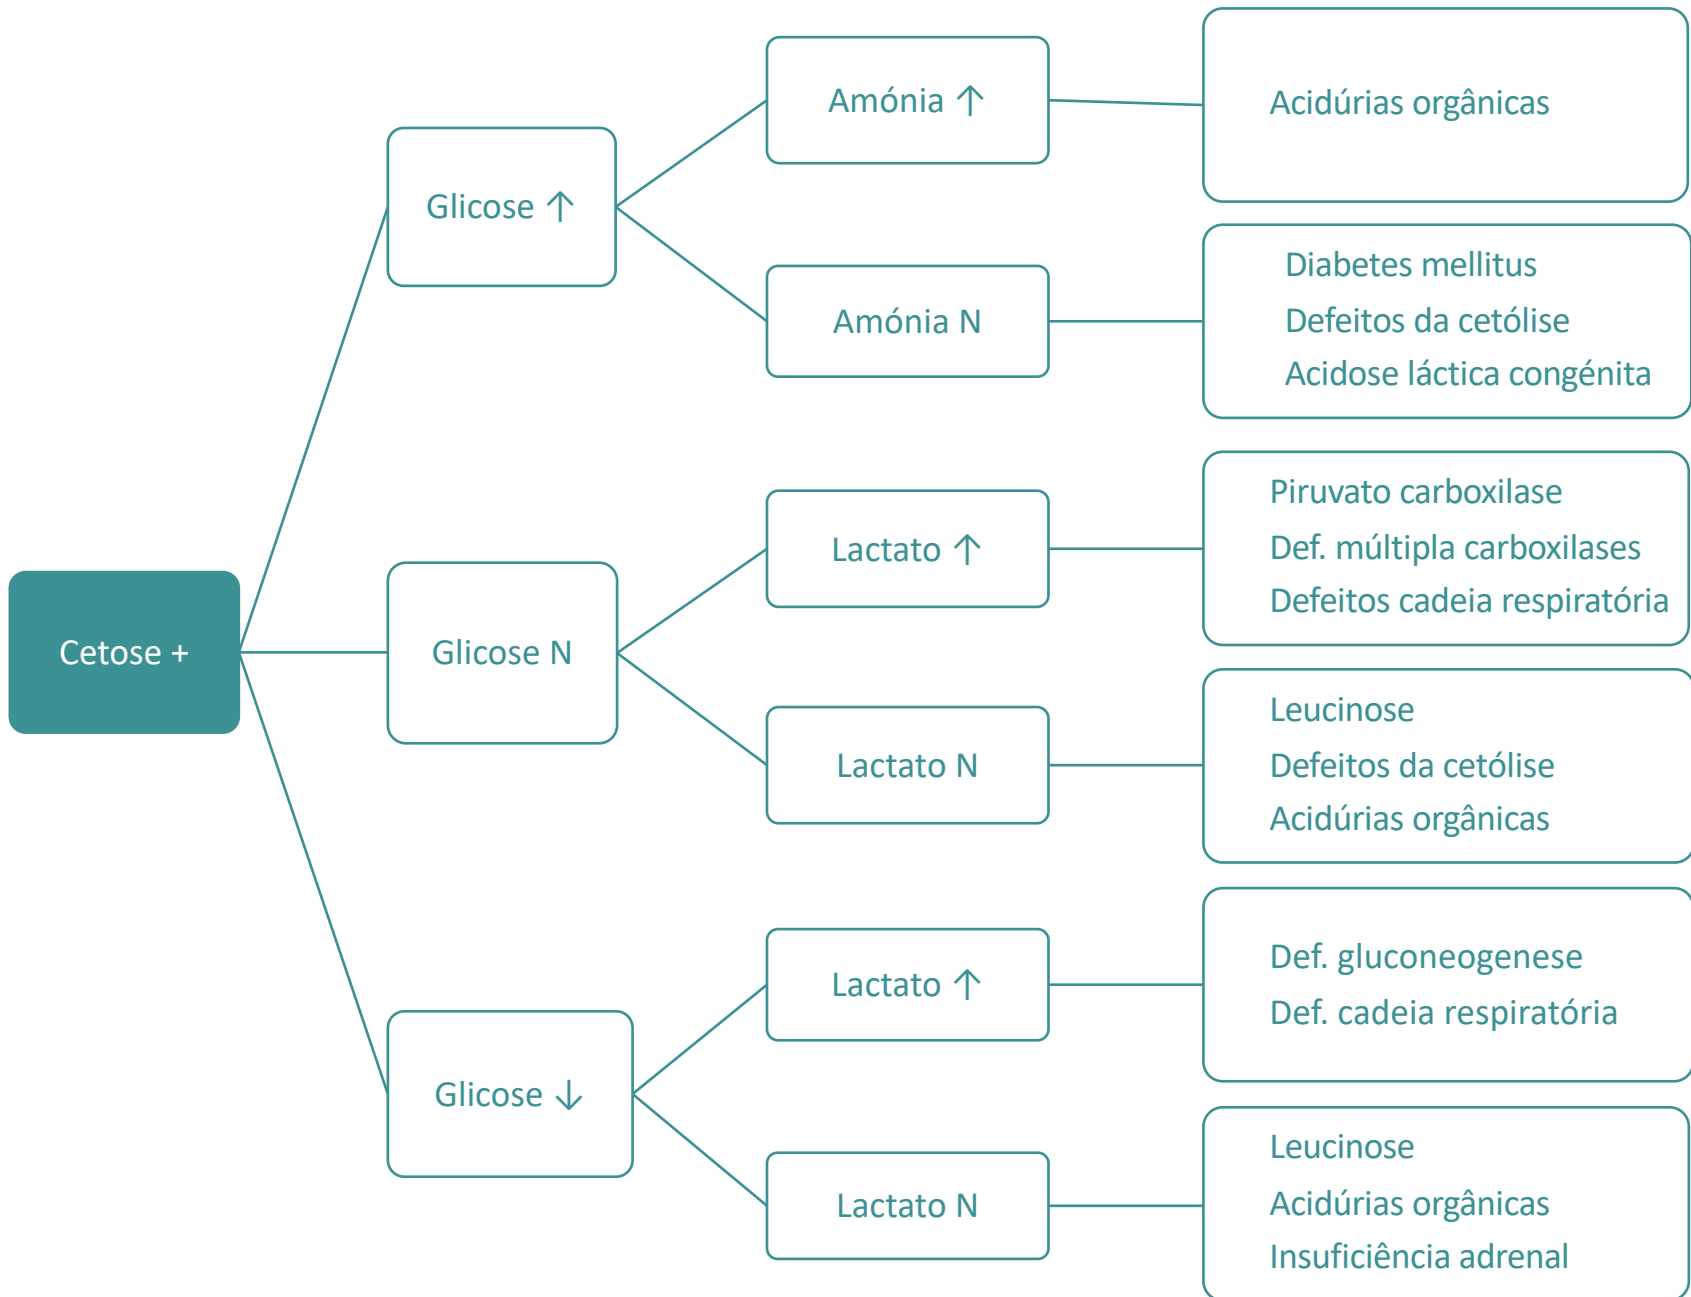 Cetose +
Glicose ↑
Amónia ↑
Acidúrias orgânicas
Amónia N
Diabetes mellitus
Defeitos da cetólise
Acidose láctica congénita
Glicose N
Lactato ↑
Piruvato carboxilase
Def. múltipla carboxilases
Defeitos cadeia respiratória
Lactato N
Leucinose
Defeitos da cetólise
Acidúrias orgânicas
Glicose ↓
Lactato ↑
Def. gluconeogenese
Def. cadeia respiratória
Lactato N
Leucinose
Acidúrias orgânicas
Insuficiência adrenal